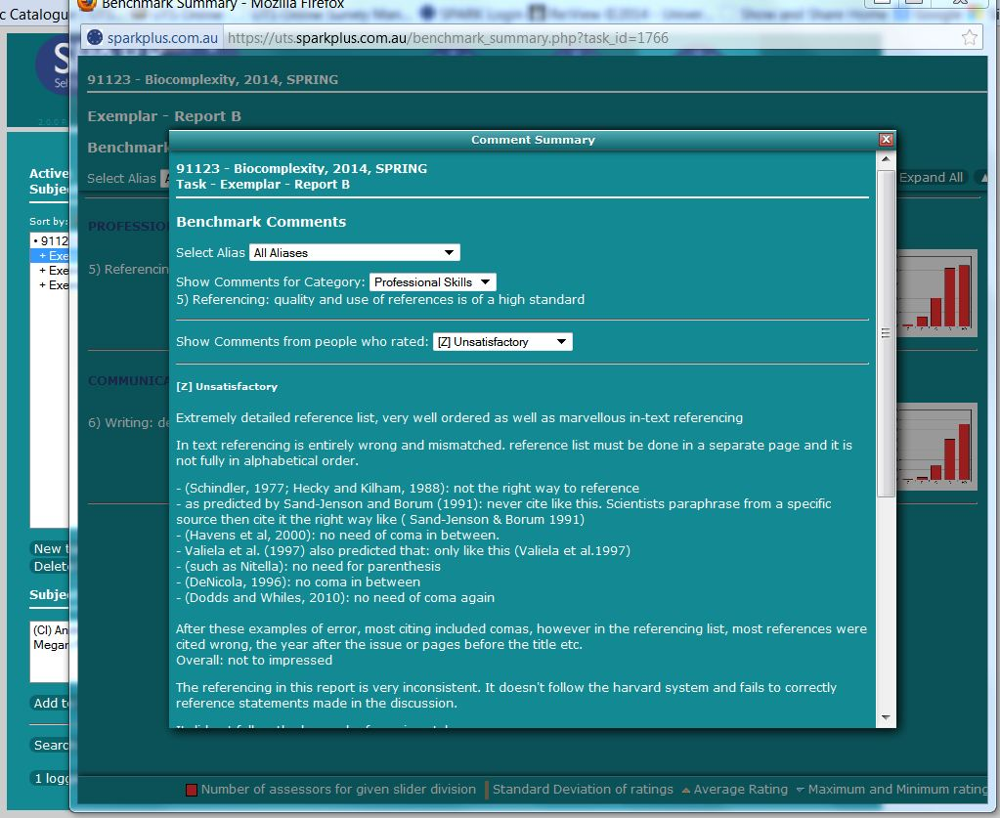 Benchmark Summary - Mozilla Firefox
c Catalogue
sparkplus.com.au
https://uts.sparkplus.com.au/benchmark_summary.php?task_id=1766
91123 - Biocomplexity, 2014, SPRING
Exemplar - Report B
Benchmark
Select Alias
Expand All
PROFESSIO
5) Referencin
COMMUNICA
6) Writing: de
Active
Subje
Sort by:
• 9112
+ Exe
+ Exe
+ Exe
New t
Delete
Subje
(CI) An
Megar
Add to
Searc
1 logg
Comment Summary
91123 - Biocomplexity, 2014, SPRING
Task - Exemplar - Report B
Benchmark Comments
Select Alias All Aliases
Show Comments for Category: Professional Skills
5) Referencing: quality and use of references is of a high standard
Show Comments from people who rated: [Z] Unsatisfactory
[Z] Unsatisfactory
Extremely detailed reference list, very well ordered as well as marvellous in-text referencing
In text referencing is entirely wrong and mismatched. reference list must be done in a separate page and it is
not fully in alphabetical order.
- (Schindler, 1977; Hecky and Kilham, 1988): not the right way to reference
- as predicted by Sand-Jenson and Borum (1991): never cite like this. Scientists paraphrase from a specific
source then cite it the right way like ( Sand-Jenson & Borum 1991)
- (Havens et al, 2000): no need of coma in between.
- Valiela et al. (1997) also predicted that: only like this (Valiela et al.1997)
- (such as Nitella): no need for parenthesis
- (DeNicola, 1996): no coma in between
- (Dodds and Whiles, 2010): no need of coma again
After these examples of error, most citing included comas, however in the referencing list, most references were
cited wrong, the year after the issue or pages before the title etc.
Overall: not to impressed
The referencing in this report is very inconsistent. It doesn't follow the harvard system and fails to correctly
reference statements made in the discussion.
Number of assessors for given slider division Standard Deviation of ratings Average Rating Maximum and Minimum rating